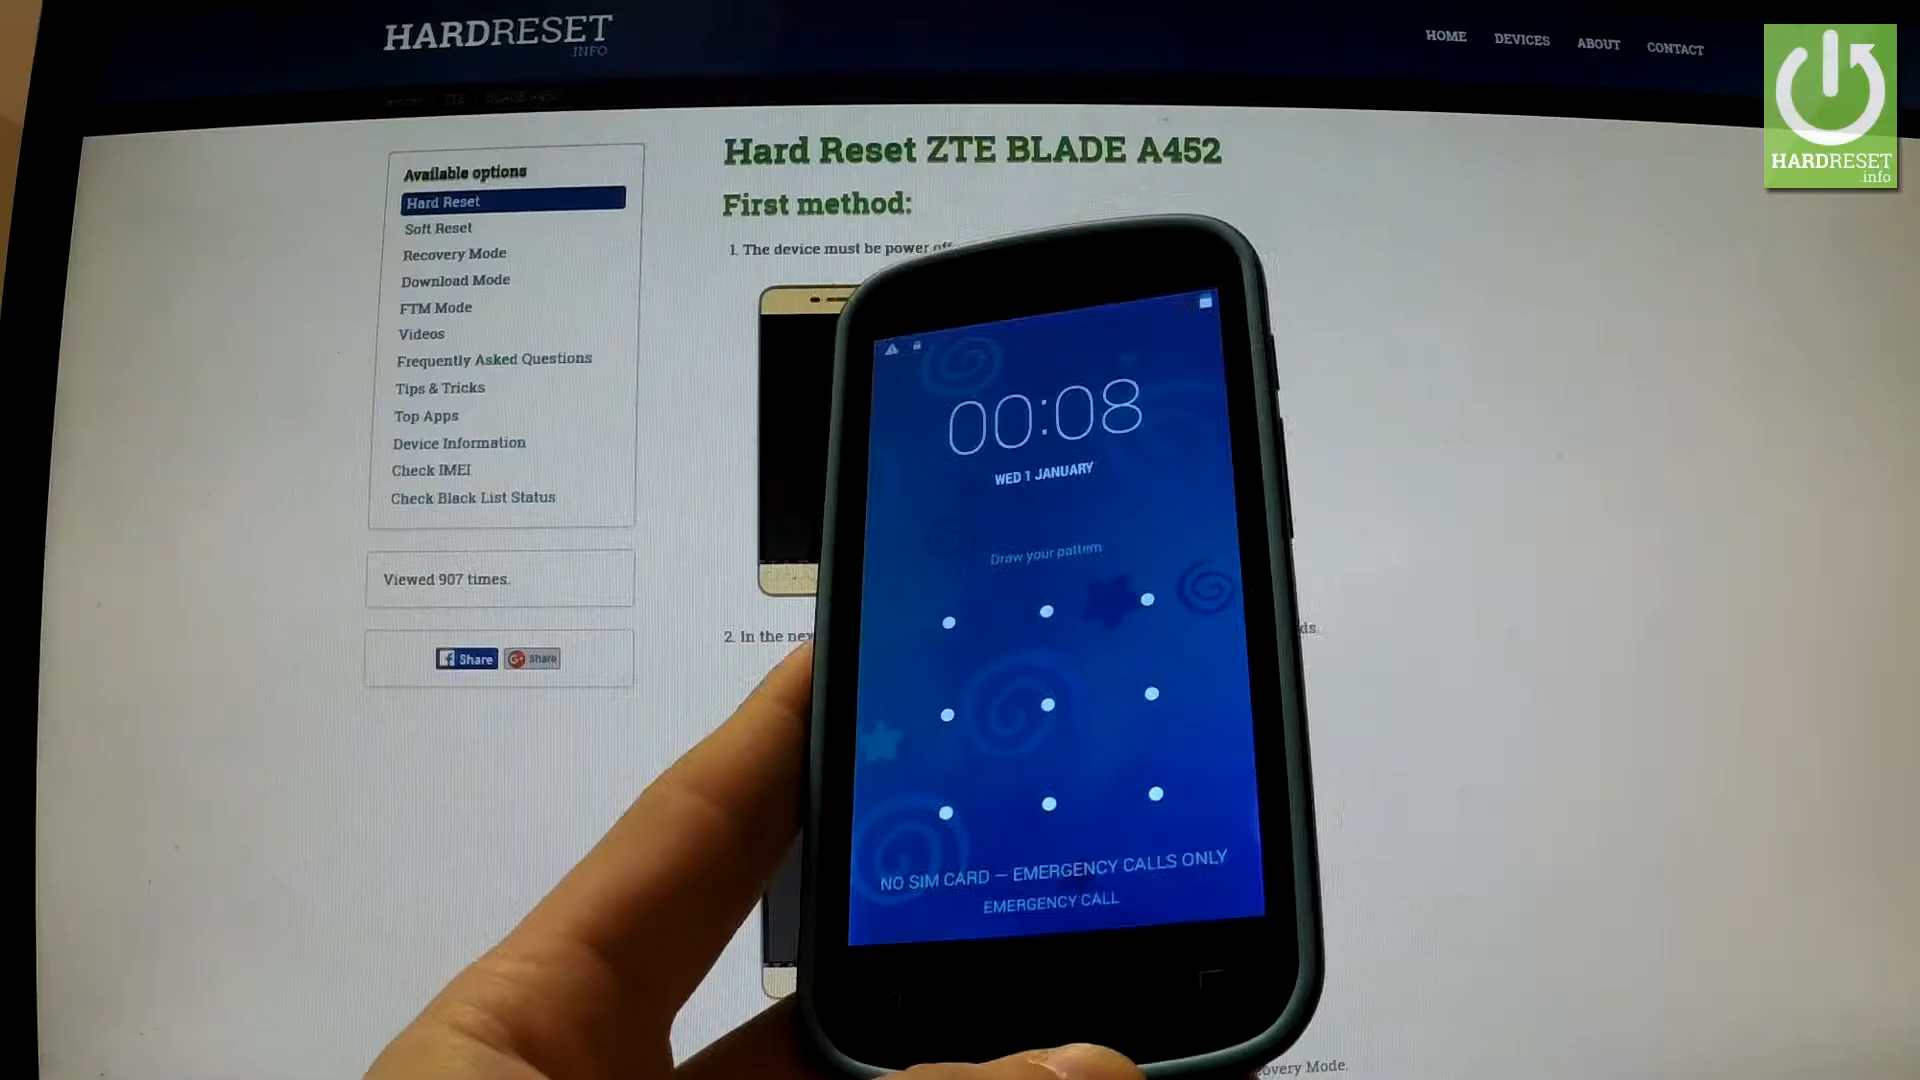 HARDRESET
.INFO
HOME DEVICES ABOUT CONTACT
HARDRESET
.info
Available options
Hard Reset
Soft Reset
Recovery Mode
Download Mode
FTM Mode
Videos
Frequently Asked Questions
Tips & Tricks
Top Apps
Device Information
Check IMEI
Check Black List Status
Viewed 907 times.
f Share G+ Share
Hard Reset ZTE BLADE A452
First method:
1. The device must be power
2. In the
ds.
Mode.
00:08
WED 1 JANUARY
Draw your pattern
NO SIM CARD — EMERGENCY CALLS ONLY
EMERGENCY CALL